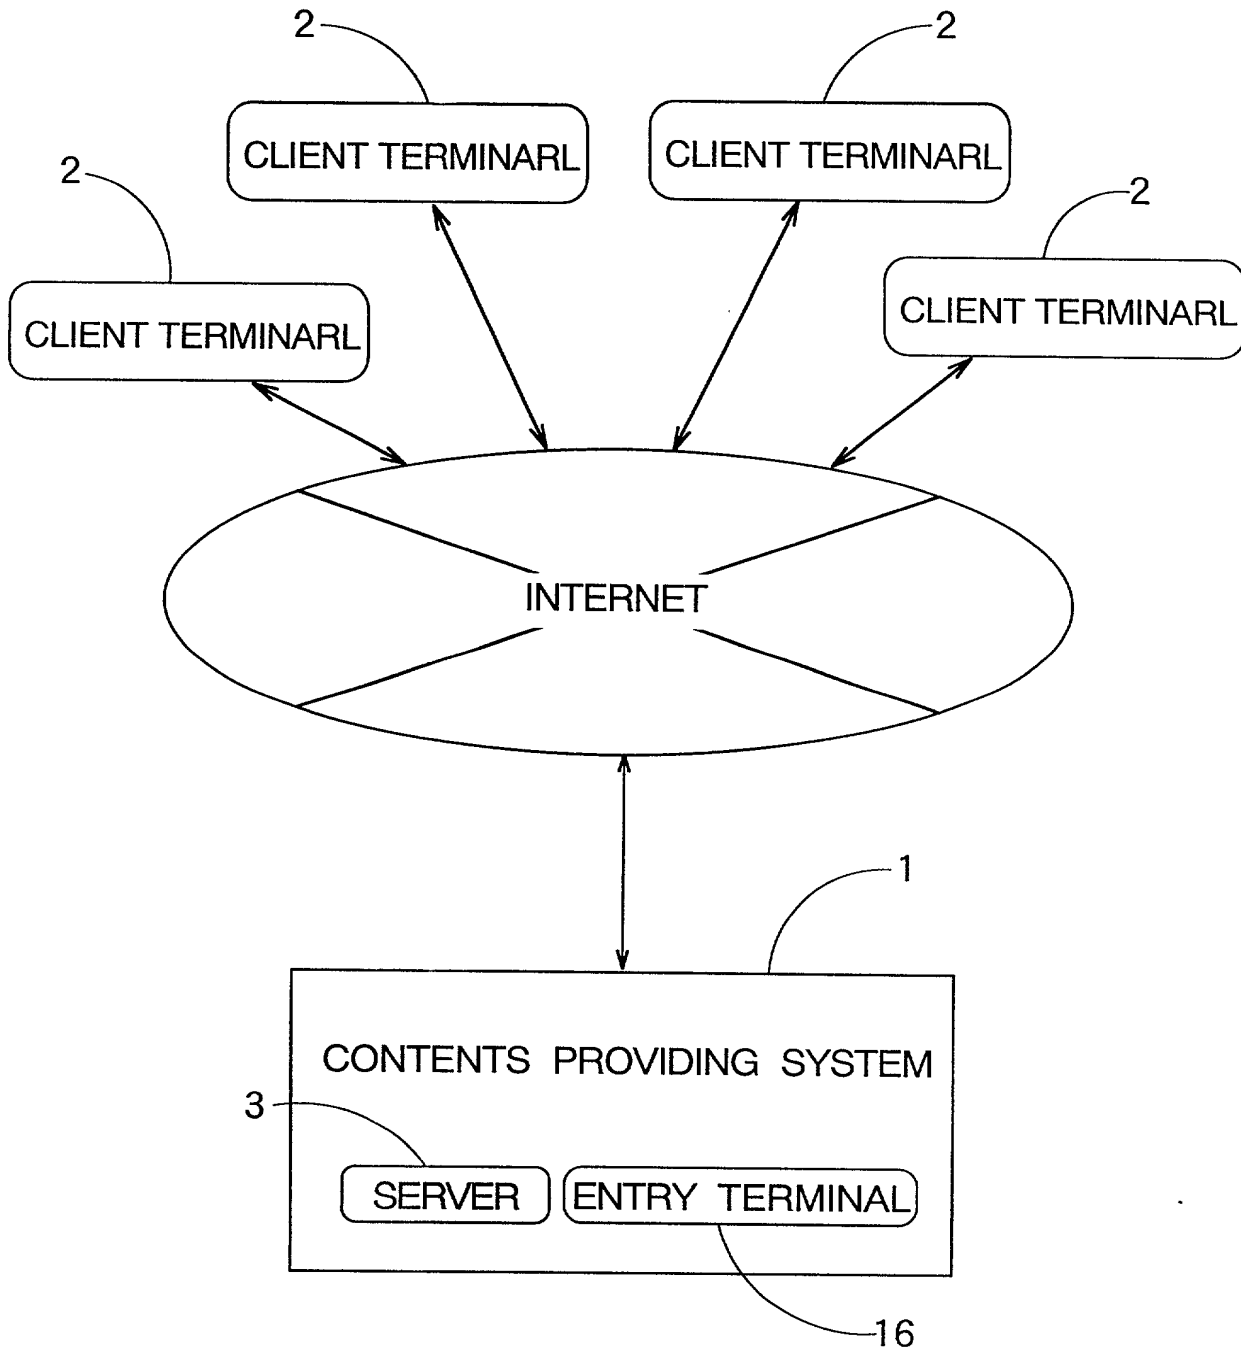 2
2
CLIENT TERMINARL
CLIENT TERMINARL
2
2
CLIENT TERMINARL
CLIENT TERMINARL
INTERNET
1
CONTENTS PROVIDING SYSTEM
3
SERVER
ENTRY TERMINAL
16